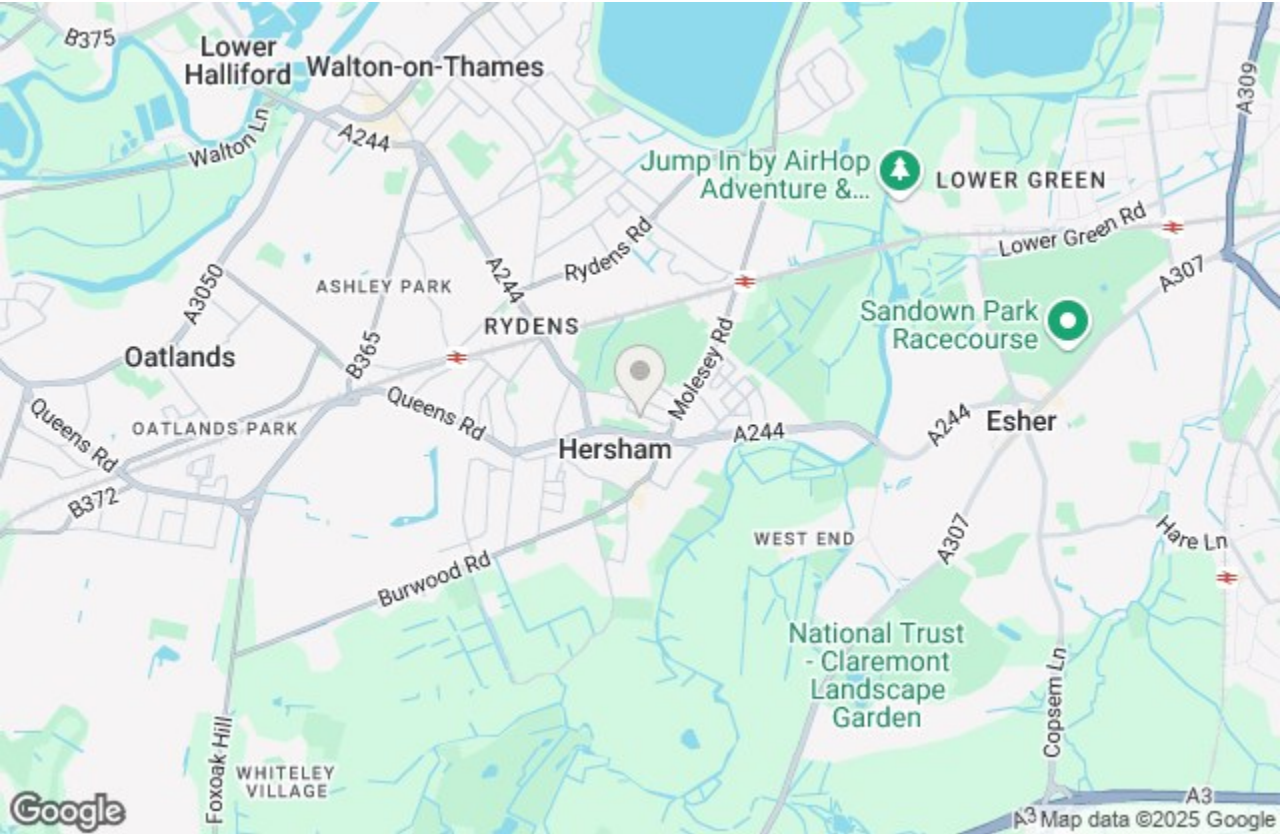 B375
Lower
Halliford
Walton-on-Thames
A309
Walton Ln
A244
Jump In by AirHop
Adventure &...
LOWER GREEN
Lower Green Rd
Rydens Rd
A307
A3050
ASHLEY PARK
A244
RYDENS
Sandown Park
Racecourse
Oatlands
B365
Molesey Rd
Queens Rd
Queens Rd
OATLANDS PARK
Hersham
A244
A244
Esher
B372
WEST END
A307
Hare Ln
Burwood Rd
National Trust
- Claremont
Landscape
Garden
Copsem Ln
Foxoak Hill
WHITELEY
VILLAGE
A3
A3
Google
Map data ©2025 Google